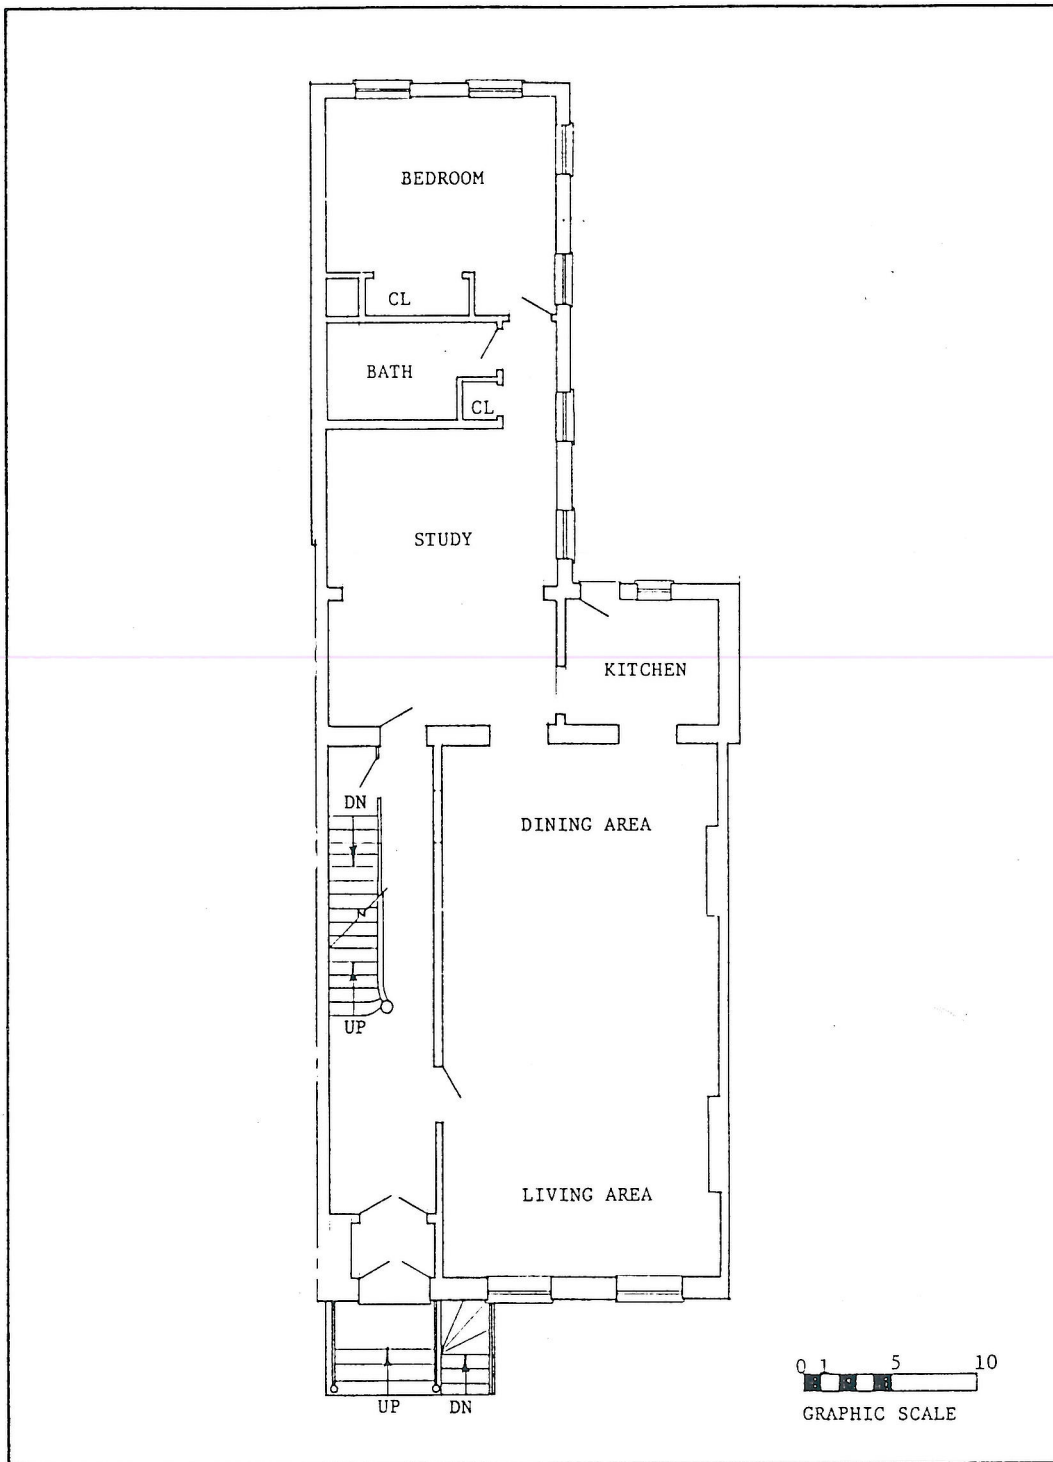 BEDROOM
CL
BATH
CL
STUDY
KITCHEN
DN
DINING AREA
UP
LIVING AREA
UP DN
0 1 5 10
GRAPHIC SCALE